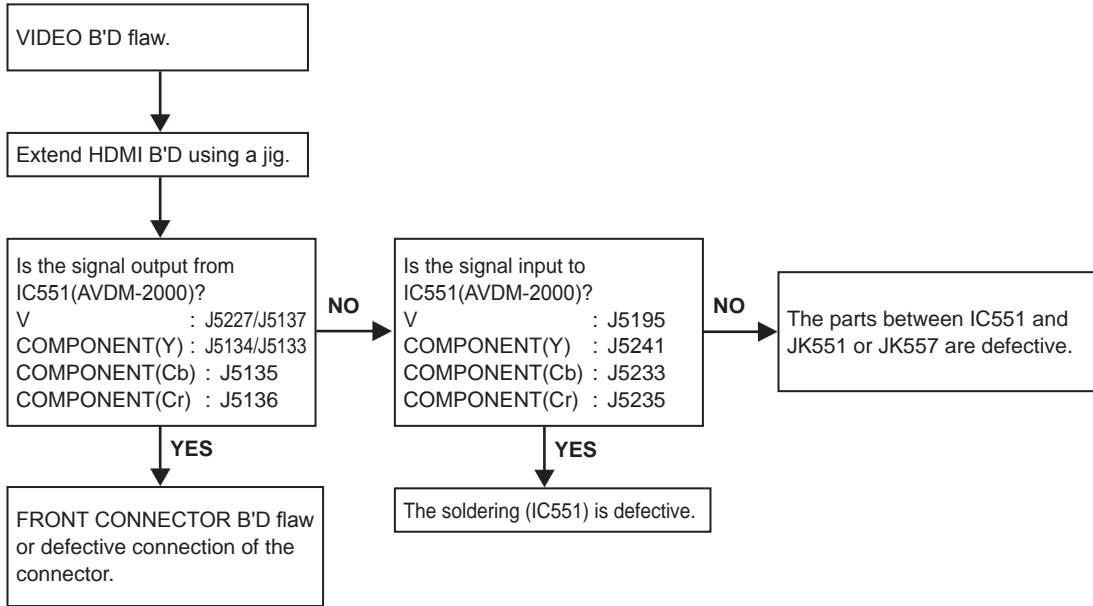 VIDEO B'D flaw.
Extend HDMI B'D using a jig.
Is the signal output from
IC551(AVDM-2000)?
V : J5227/J5137
COMPONENT(Y) : J5134/J5133
COMPONENT(Cb) : J5135
COMPONENT(Cr) : J5136
NO
Is the signal input to
IC551(AVDM-2000)?
V : J5195
COMPONENT(Y) : J5241
COMPONENT(Cb) : J5233
COMPONENT(Cr) : J5235
NO
The parts between IC551 and
JK551 or JK557 are defective.
YES
YES
FRONT CONNECTOR B'D flaw
or defective connection of the
connector.
The soldering (IC551) is defective.